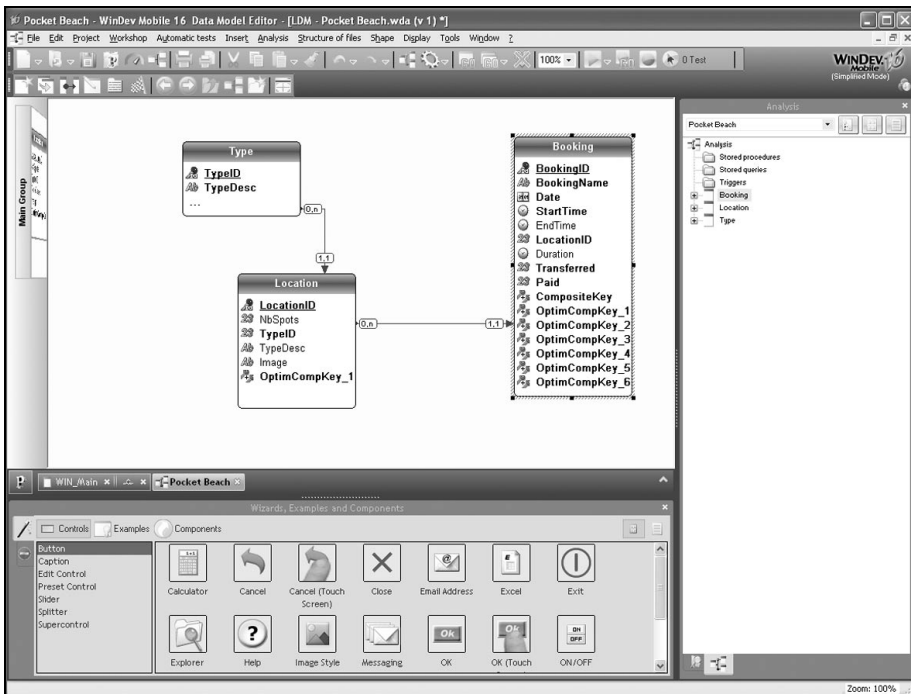 Pocket Beach - WinDev Mobile 16 Data Model Editor - [LDM - Pocket Beach.wda (v 1) *]
File Edit Project Workshop Automatic tests Insert Analysis Structure of files Shape Display Tools Window ?
100%
0 Test
WINDEV 16
Mobile
(Simplified Mode)
Main Group
Type
TypeID
TypeDesc
...
0,n
1,1
Location
LocationID
NbSpots
TypeID
TypeDesc
Image
OptimCompKey_1
0,n
1,1
Booking
BookingID
BookingName
Date
StartTime
EndTime
LocationID
Duration
Transferred
Paid
CompositeKey
OptimCompKey_1
OptimCompKey_2
OptimCompKey_3
OptimCompKey_4
OptimCompKey_5
OptimCompKey_6
Analysis
Pocket Beach
Analysis
Stored procedures
Stored queries
Triggers
Booking
Location
Type
WIN_Main
Pocket Beach
Wizards, Examples and Components
Controls Examples Components
Button
Caption
Edit Control
Preset Control
Slider
Splitter
Supercontrol
Calculator Cancel Cancel (Touch Screen) Close Email Address Excel Exit
Ok Ok ON OFF
Explorer Help Image Style Messaging OK OK (Touch ON/OFF
Zoom: 100%